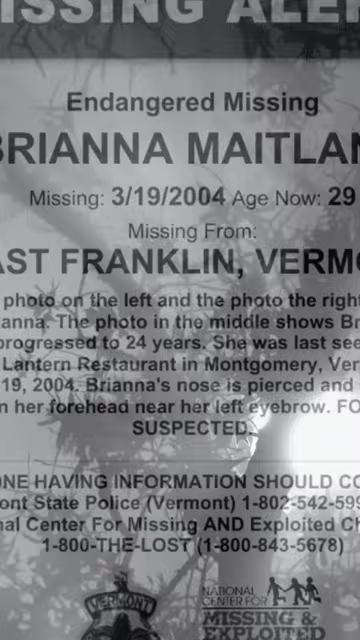 ISSING ALER
Endangered Missing
BRIANNA MAITLAN
Missing: 3/19/2004 Age Now: 29
Missing From:
AST FRANKLIN, VERMO
photo on the left and the photo the right
anna. The photo in the middle shows Br
progressed to 24 years. She was last see
Lantern Restaurant in Montgomery, Ver
19, 2004. Brianna's nose is pierced and
n her forehead near her left eyebrow. FO
SUSPECTED.
ONE HAVING INFORMATION SHOULD CO
ont State Police (Vermont) 1-802-542-599
nal Center For Missing AND Exploited Ch
1-800-THE-LOST (1-800-843-5678)
VERMONT
NATIONAL
CENTER FOR
MISSING &
EXPLOITED